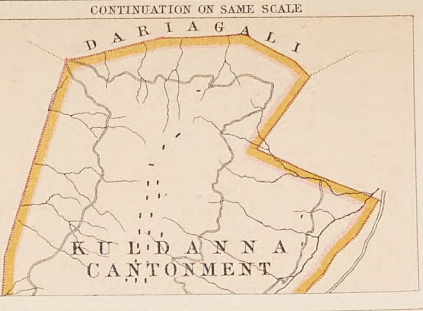 CONTINUATION ON SAME SCALE
DARIAGALI
KULDANNA
CANTONMENT